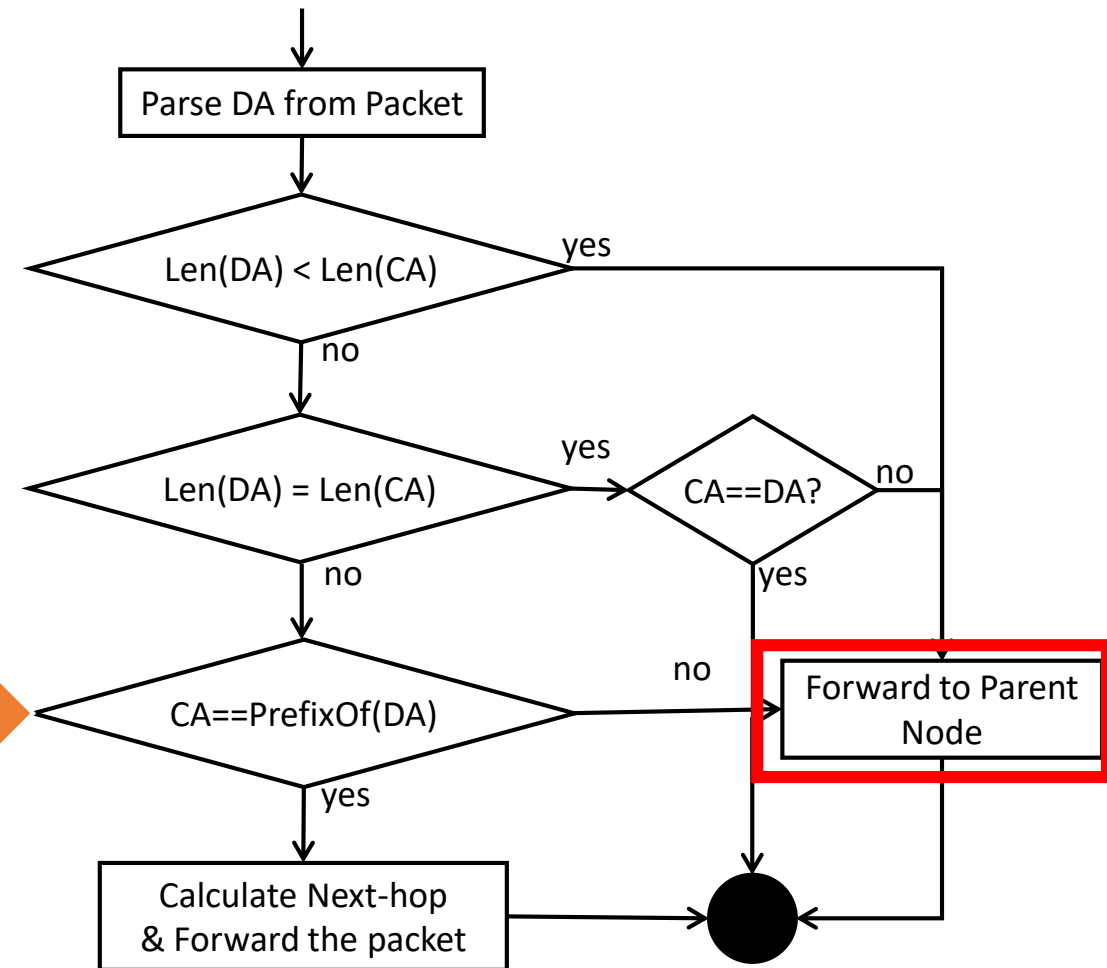 Parse DA from Packet
Len(DA) < Len(CA)
yes
no
Len(DA) = Len(CA)
yes
CA==DA?
no
yes
no
CA==PrefixOf(DA)
no
Forward to Parent
Node
yes
Calculate Next-hop
& Forward the packet